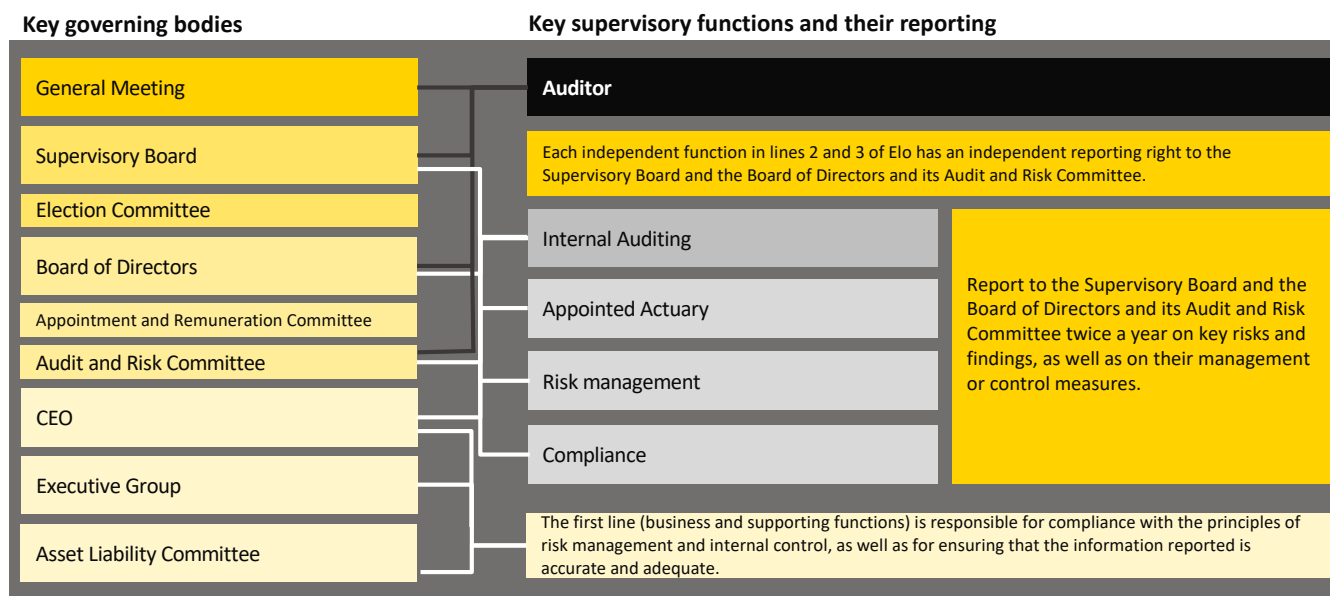 Key governing bodies
General Meeting
Supervisory Board
Election Committee
Board of Directors
Appointment and Remuneration Committee
Audit and Risk Committee
CEO
Executive Group
Asset Liability Committee
Key supervisory functions and their reporting
Auditor
Each independent function in lines 2 and 3 of Elo has an independent reporting right to the
Supervisory Board and the Board of Directors and its Audit and Risk Committee.
Internal Auditing
Appointed Actuary
Risk management
Compliance
Report to the Supervisory Board and the
Board of Directors and its Audit and Risk
Committee twice a year on key risks and
findings, as well as on their management
or control measures.
The first line (business and supporting functions) is responsible for compliance with the principles of
risk management and internal control, as well as for ensuring that the information reported is
accurate and adequate.